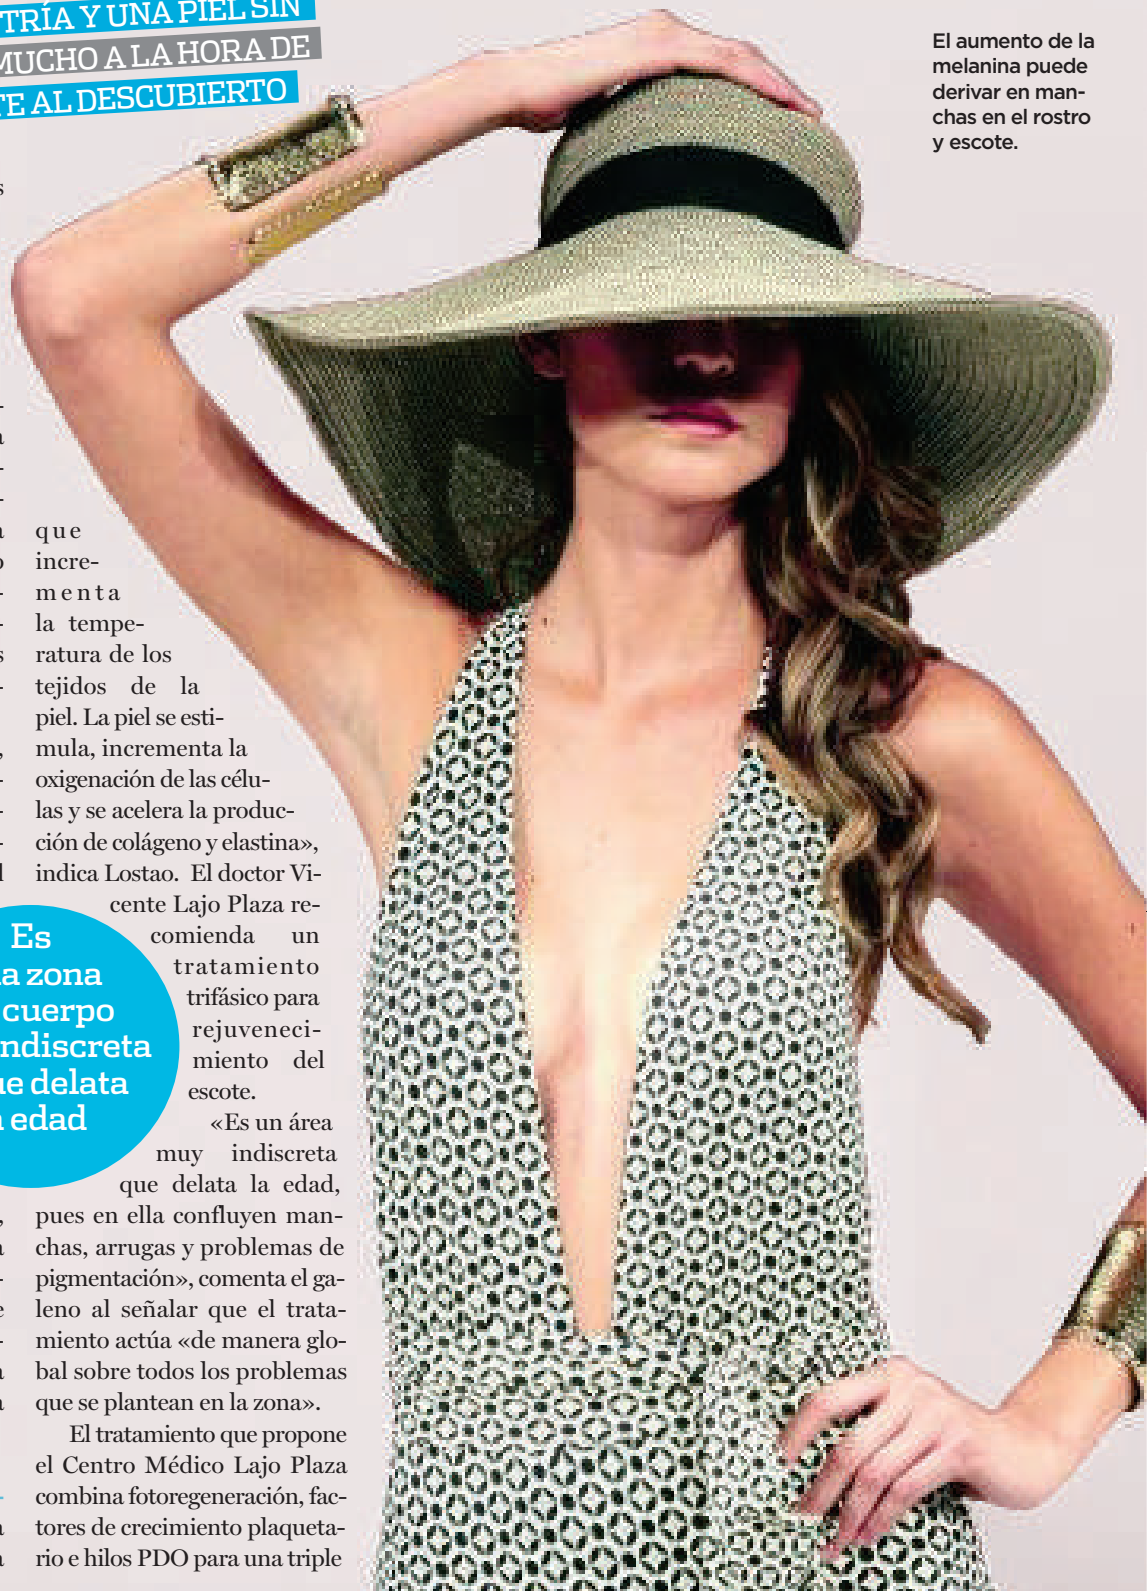 TRÍA Y UNA PIEL SIN
MUCHO A LA HORA DE
TE AL DESCUBIERTO
El aumento de la
melanina puede
derivar en man-
chas en el rostro
y escote.
que
incre-
menta
la tempe-
ratura de los
tejidos de la
piel. La piel se esti-
mula, incrementa la
oxigenación de las célu-
las y se acelera la produc-
ción de colágeno y elastina»,
indica Lostao. El doctor Vi-
cente Lajo Plaza re-
comienda un
tratamiento
trifásico para
rejuveneci-
miento del
escote.
«Es un área
muy indiscreta
que delata la edad,
pues en ella confluyen man-
chas, arrugas y problemas de
pigmentación», comenta el ga-
leno al señalar que el trata-
miento actúa «de manera glo-
bal sobre todos los problemas
que se plantean en la zona».
El tratamiento que propone
el Centro Médico Lajo Plaza
combina fotoregeneración, fac-
tores de crecimiento plaqueta-
rio e hilos PDO para una triple
Es
a zona
cuerpo
ndiscreta
ue delata
edad